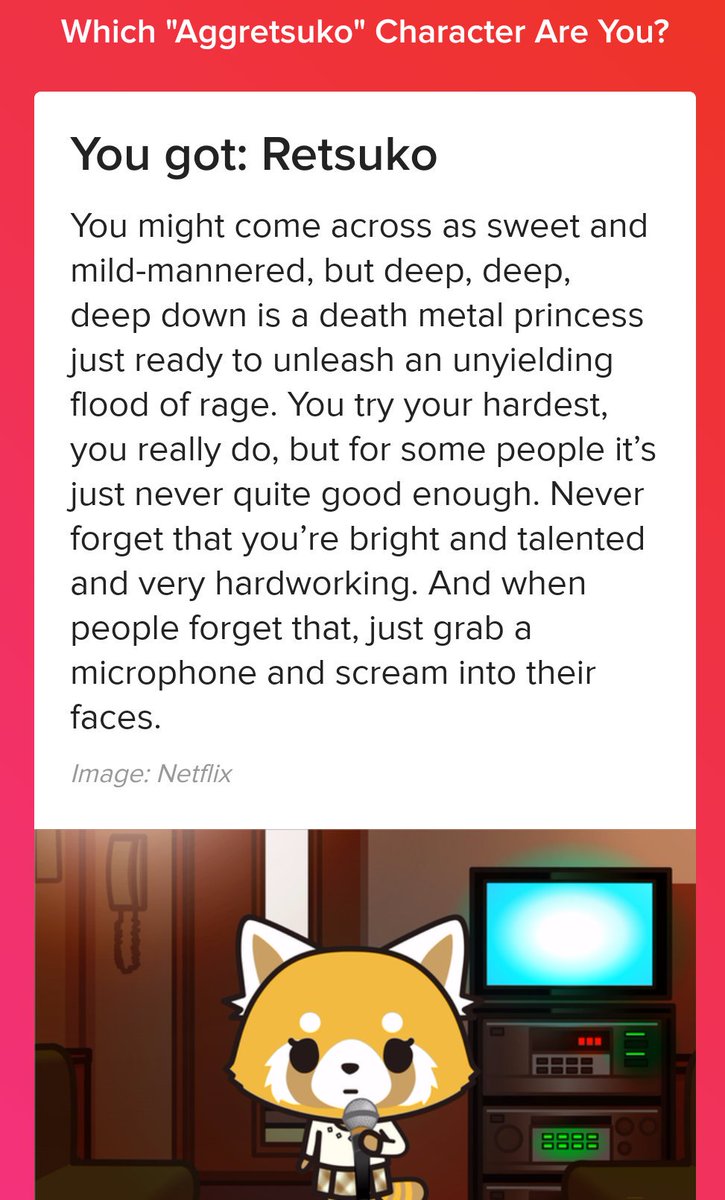 Which "Aggretsuko" Character Are You?
You got: Retsuko
You might come across as sweet and
mild-mannered, but deep, deep,
deep down is a death metal princess
just ready to unleash an unyielding
flood of rage. You try your hardest,
you really do, but for some people it’s
just never quite good enough. Never
forget that you’re bright and talented
and very hardworking. And when
people forget that, just grab a
microphone and scream into their
faces.
Image: Netflix